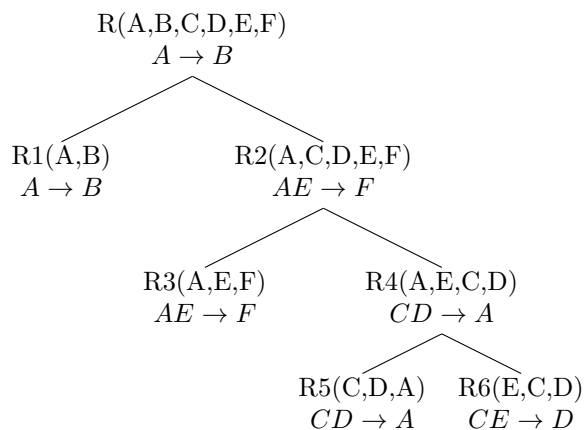 R(A,B,C,D,E,F)
A → B
R1(A,B) R2(A,C,D,E,F)
A → B AE → F
R3(A,E,F) R4(A,E,C,D)
AE → F CD → A
R5(C,D,A) R6(E,C,D)
CD → A CE → D